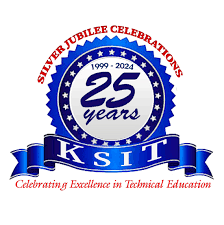 SILVER JUBILEE CELEBRATIONS
1999 - 2024
25
years
KSIT
Celebrating Excellence in Technical Education